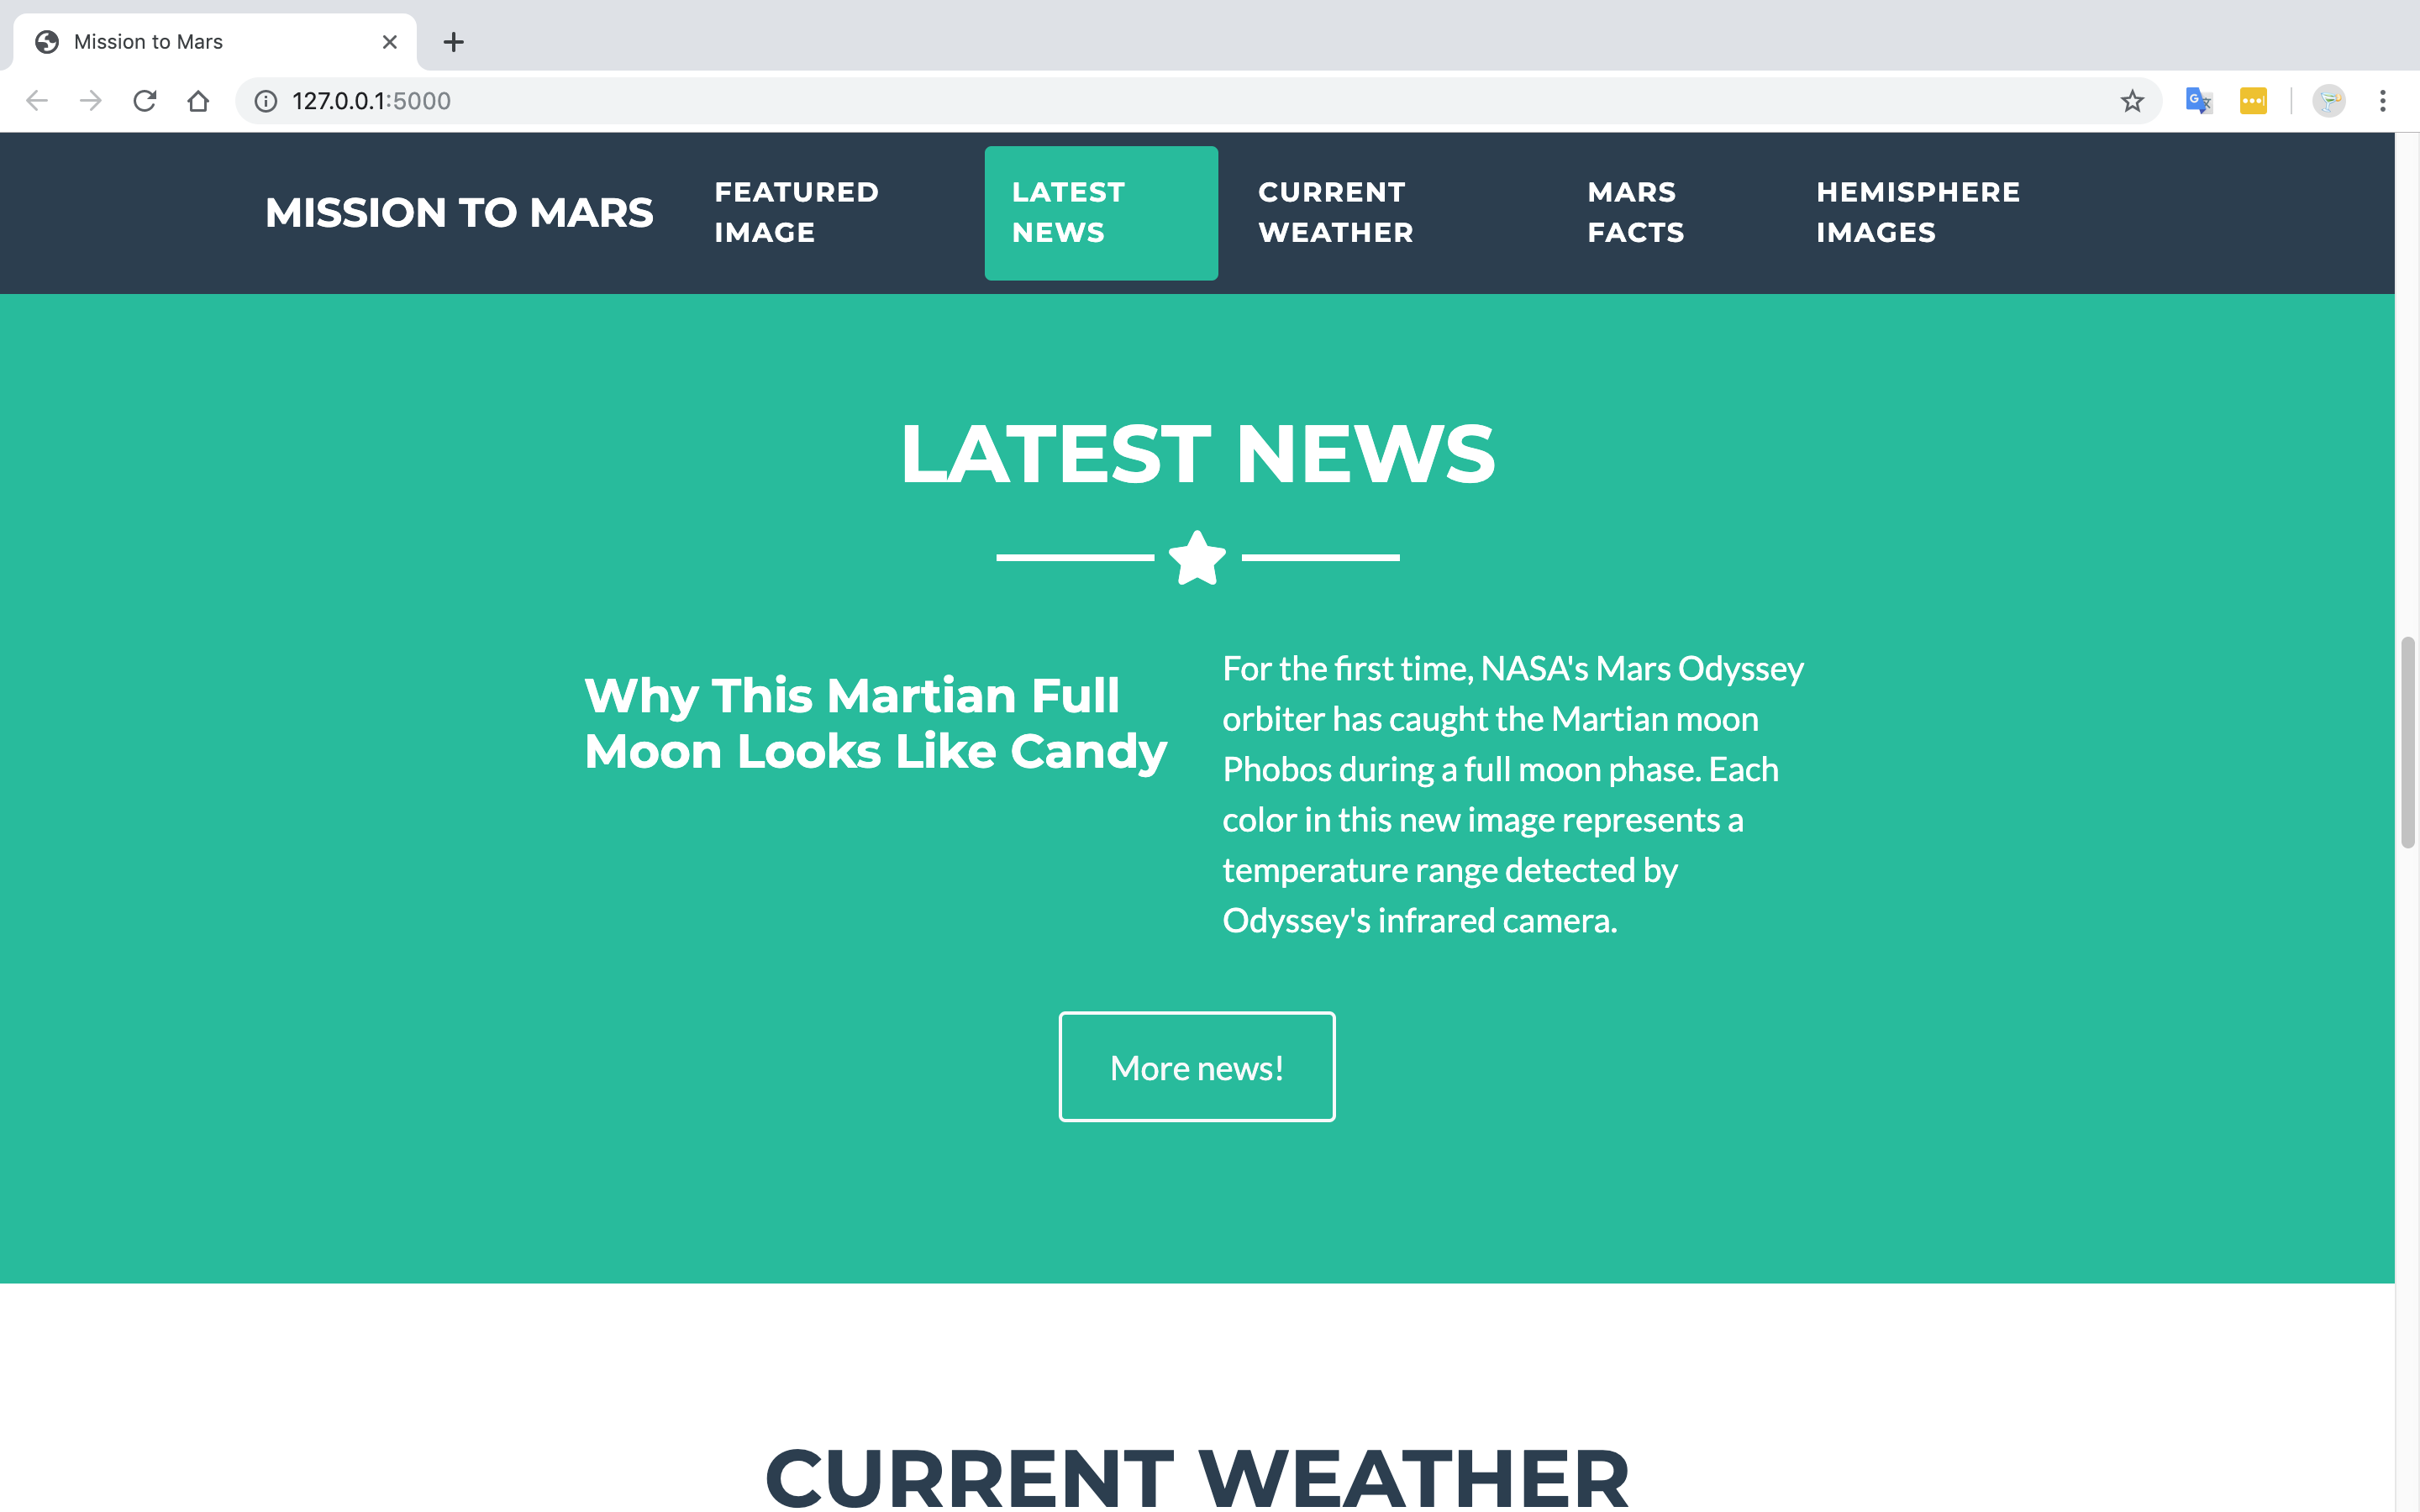 Mission to Mars
127.0.0.1:5000
MISSION TO MARS
FEATURED
IMAGE
LATEST
NEWS
CURRENT
WEATHER
MARS
FACTS
HEMISPHERE
IMAGES
LATEST NEWS
Why This Martian Full
Moon Looks Like Candy
For the first time, NASA's Mars Odyssey
orbiter has caught the Martian moon
Phobos during a full moon phase. Each
color in this new image represents a
temperature range detected by
Odyssey's infrared camera.
More news!
CURRENT WEATHER